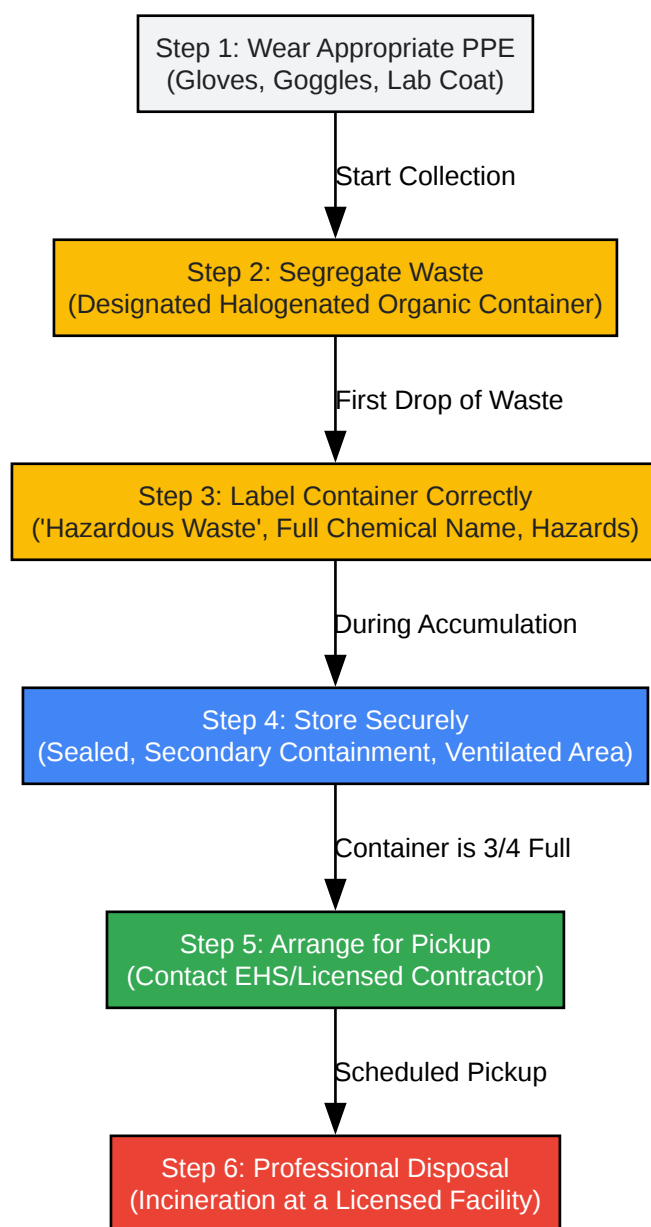 Step 1: Wear Appropriate PPE
(Gloves, Goggles, Lab Coat)
Start Collection
Step 2: Segregate Waste
(Designated Halogenated Organic Container)
First Drop of Waste
Step 3: Label Container Correctly
('Hazardous Waste', Full Chemical Name, Hazards)
During Accumulation
Step 4: Store Securely
(Sealed, Secondary Containment, Ventilated Area)
Container is 3/4 Full
Step 5: Arrange for Pickup
(Contact EHS/Licensed Contractor)
Scheduled Pickup
Step 6: Professional Disposal
(Incineration at a Licensed Facility)